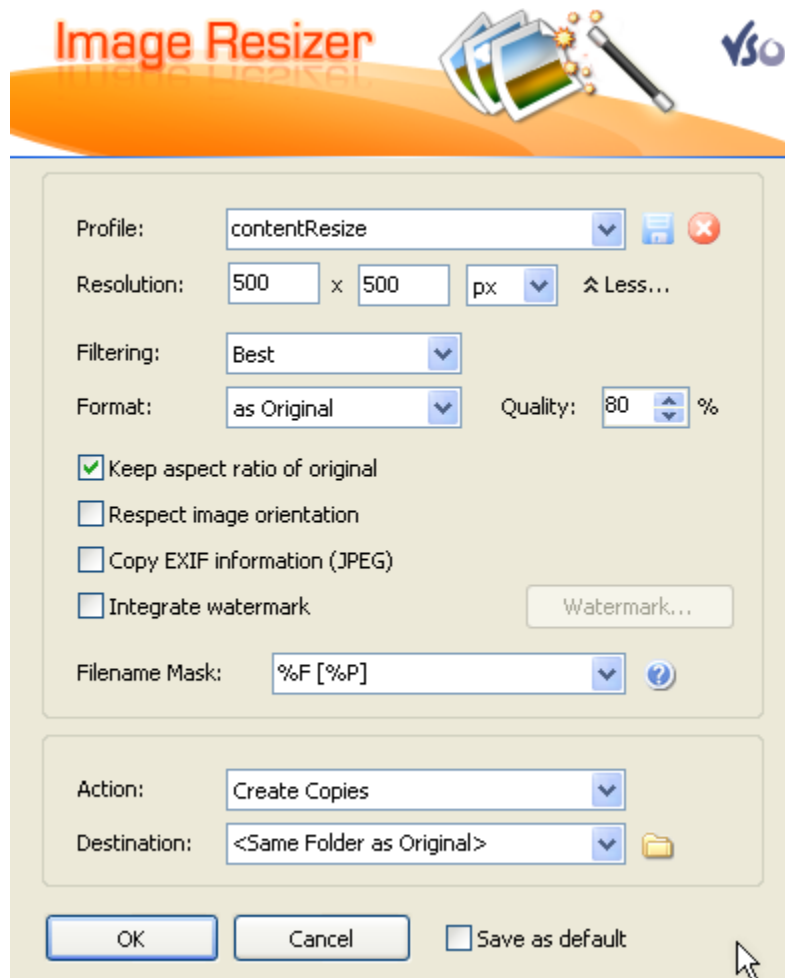 Image Resizer
VSO
Profile: contentResize
Resolution: 500 x 500 px Less...
Filtering: Best
Format: as Original Quality: 80 %
Keep aspect ratio of original
Respect image orientation
Copy EXIF information (JPEG)
Integrate watermark Watermark...
Filename Mask: %F [%P]
Action: Create Copies
Destination: <Same Folder as Original>
OK Cancel Save as default